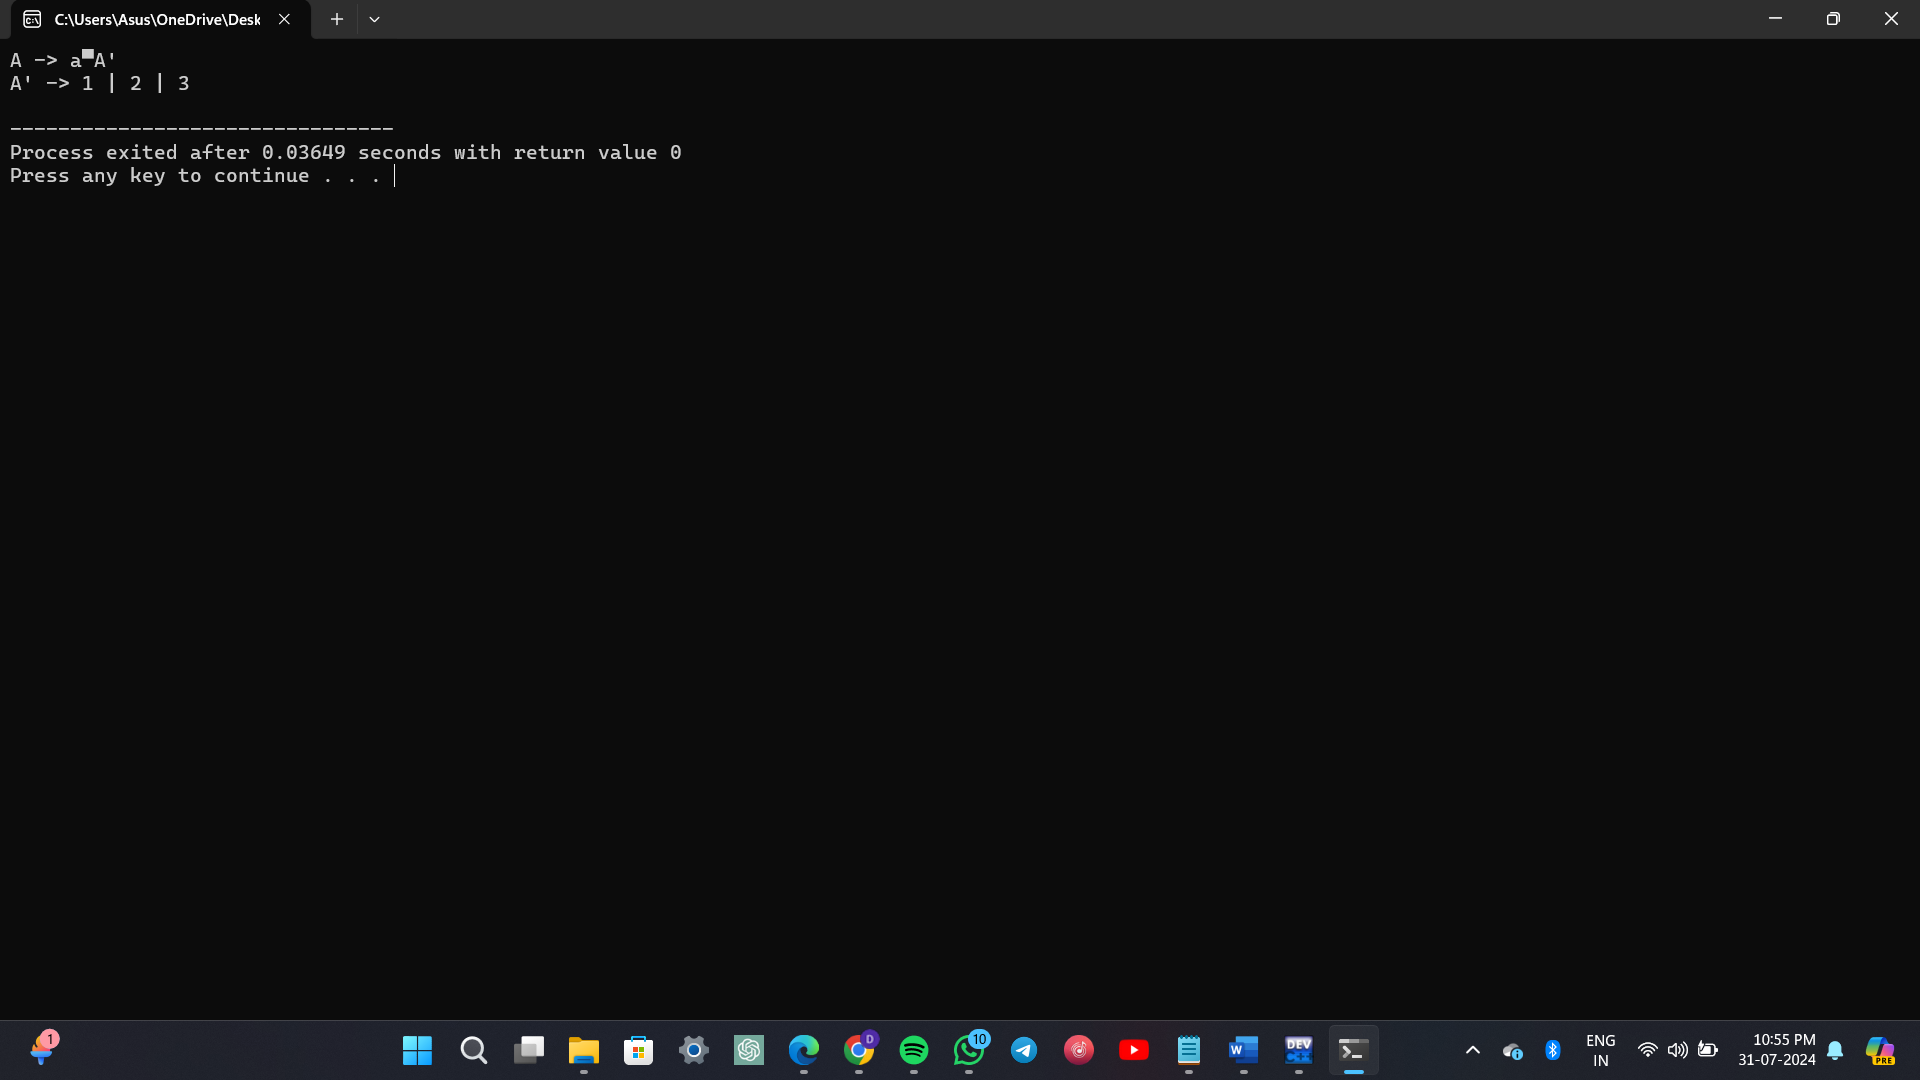 C:\Users\Asus\OneDrive\Desk
A -> a▀A'
A' -> 1 | 2 | 3
--------------------------------
Process exited after 0.03649 seconds with return value 0
Press any key to continue . . .
1
D
10
W
DEV
C++
ENG
IN
10:55 PM
31-07-2024
PRE